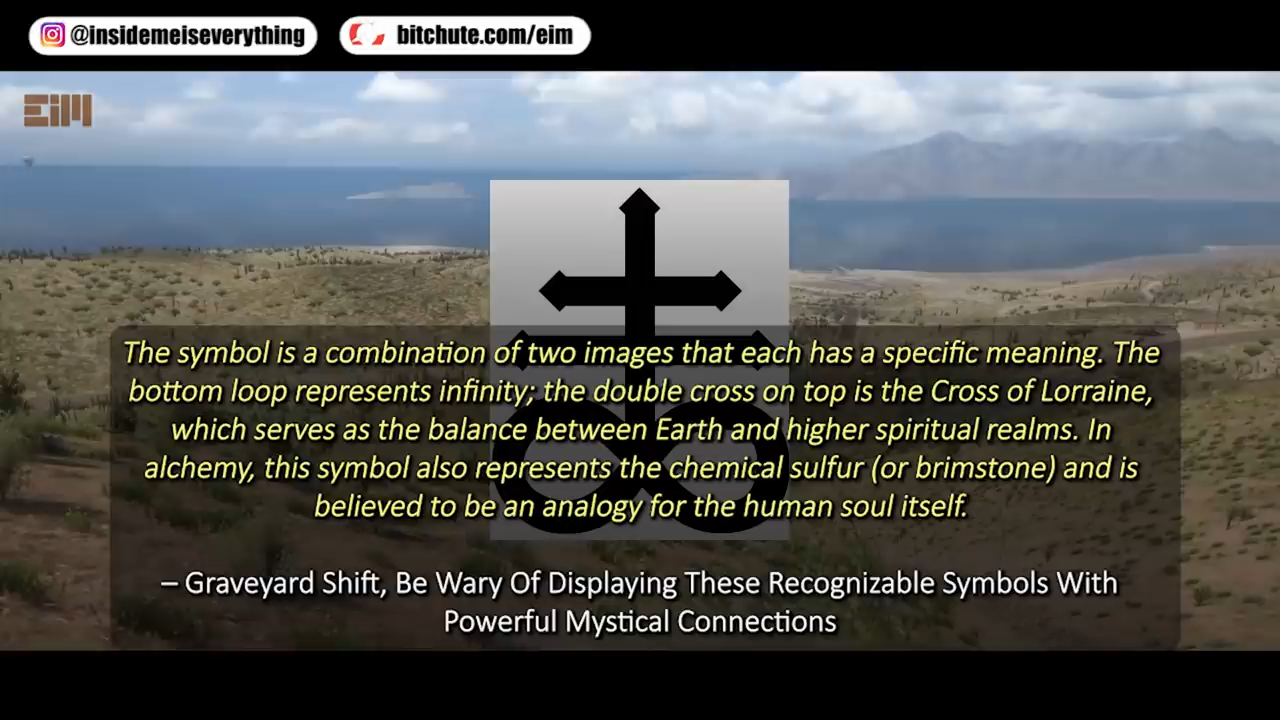 @insidemeiseverything
bitchute.com/eim
EiM
The symbol is a combination of two images that each has a specific meaning. The
bottom loop represents infinity; the double cross on top is the Cross of Lorraine,
which serves as the balance between Earth and higher spiritual realms. In
alchemy, this symbol also represents the chemical sulfur (or brimstone) and is
believed to be an analogy for the human soul itself.
– Graveyard Shift, Be Wary Of Displaying These Recognizable Symbols With
Powerful Mystical Connections